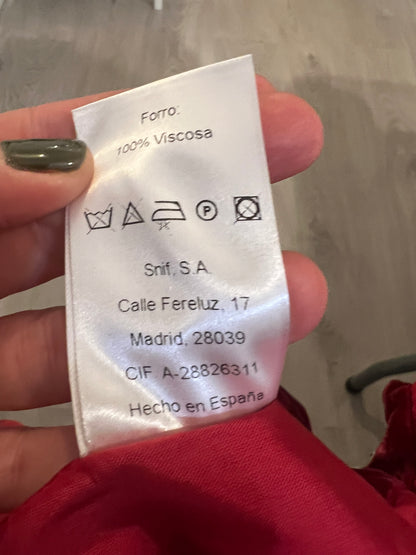 Forro:
100% Viscosa
P
Snif, S.A.
Calle Fereluz, 17
Madrid, 28039
CIF A-28826311
Hecho en España